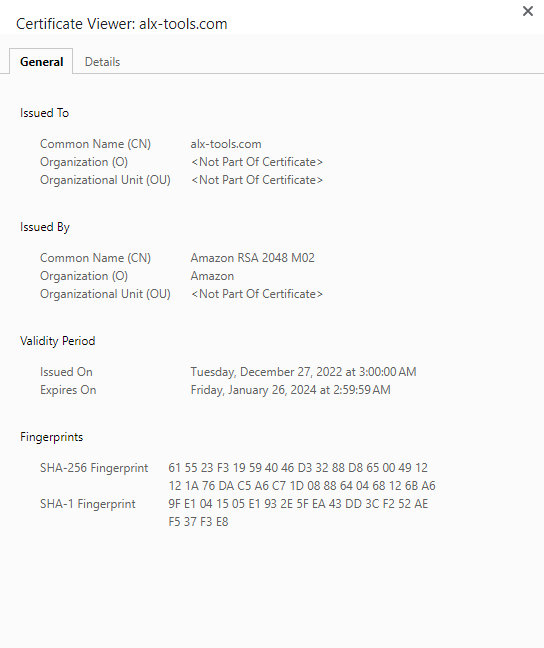 Certificate Viewer: alx-tools.com
General Details
Issued To
Common Name (CN) alx-tools.com
Organization (O) <Not Part Of Certificate>
Organizational Unit (OU) <Not Part Of Certificate>
Issued By
Common Name (CN) Amazon RSA 2048 M02
Organization (O) Amazon
Organizational Unit (OU) <Not Part Of Certificate>
Validity Period
Issued On Tuesday, December 27, 2022 at 3:00:00 AM
Expires On Friday, January 26, 2024 at 2:59:59 AM
Fingerprints
SHA-256 Fingerprint 61 55 23 F3 19 59 40 46 D3 32 88 D8 65 00 49 12
12 1A 76 DA C5 A6 C7 1D 08 88 64 04 68 12 6B A6
SHA-1 Fingerprint 9F E1 04 15 05 E1 93 2E 5F EA 43 DD 3C F2 52 AE
F5 37 F3 E8